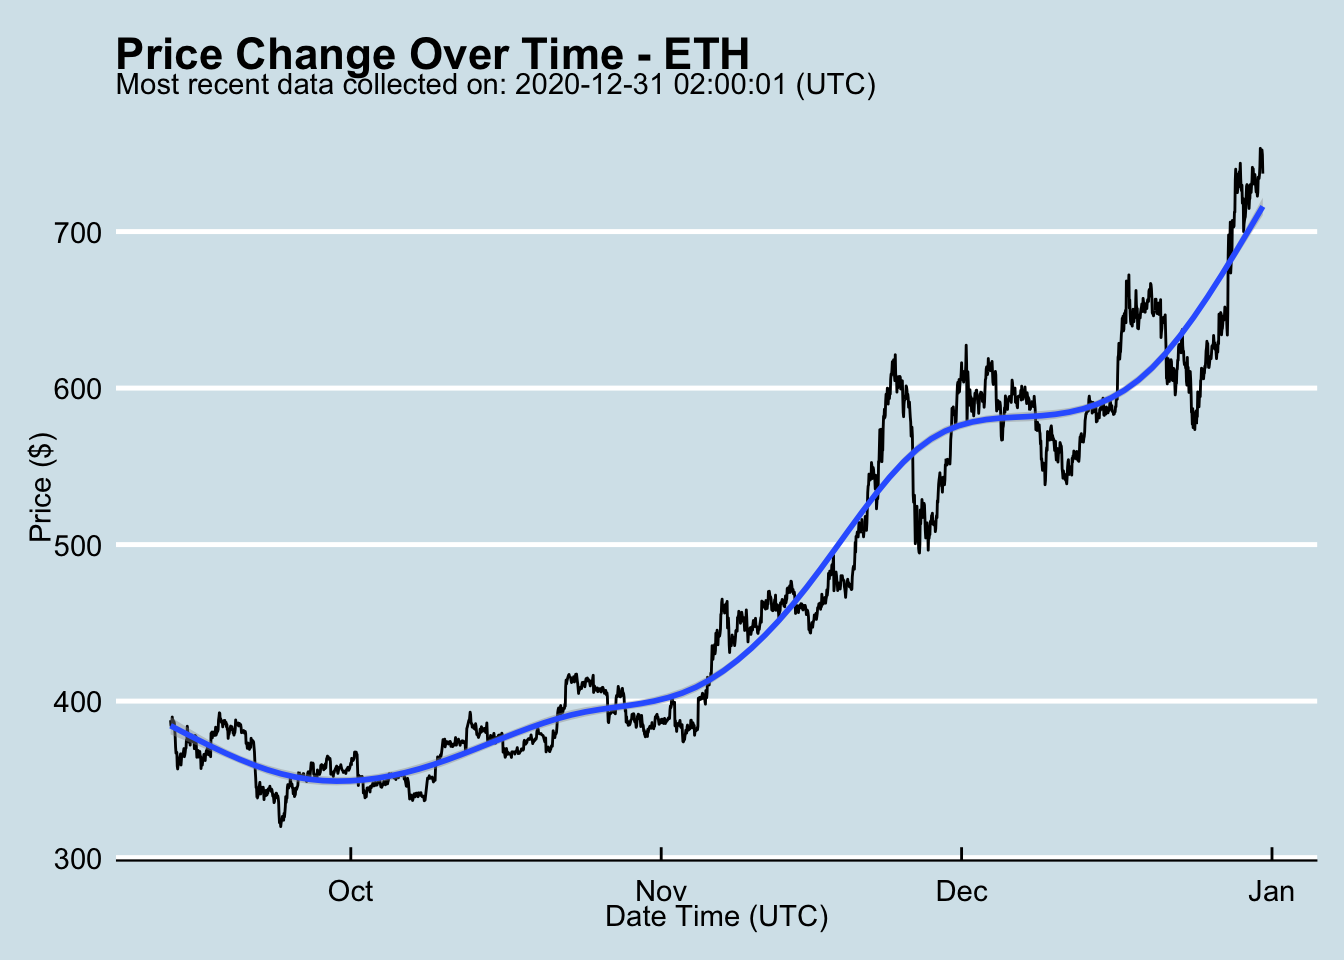 Price Change Over Time - ETH
Most recent data collected on: 2020-12-31 02:00:01 (UTC)
Price ($)
700
600
500
400
300
Oct Nov Dec Jan
Date Time (UTC)